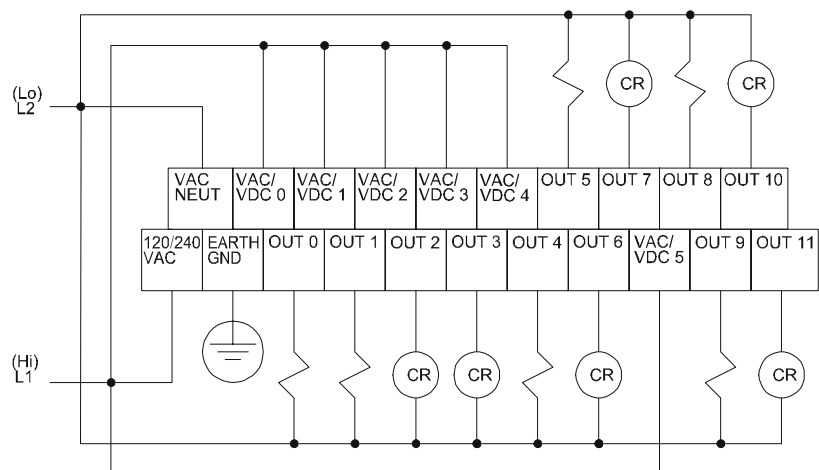 CR
CR
(Lo)
L2
VAC
NEUT
VAC/
VDC 0
VAC/
VDC 1
VAC/
VDC 2
VAC/
VDC 3
VAC/
VDC 4
OUT 5
OUT 7
OUT 8
OUT 10
120/240
VAC
EARTH
GND
OUT 0
OUT 1
OUT 2
OUT 3
OUT 4
OUT 6
VAC/
VDC 5
OUT 9
OUT 11
(Hi)
L1
CR
CR
CR
CR